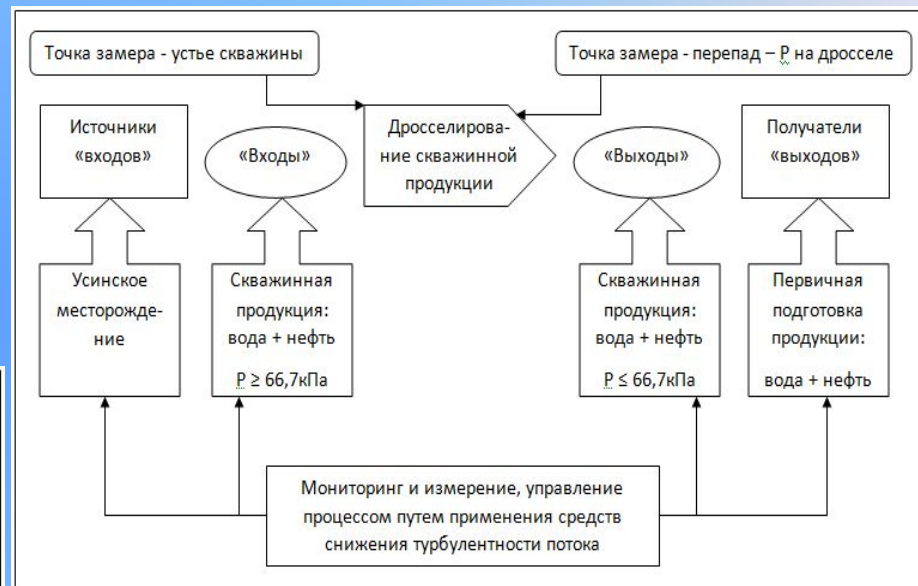 Точка замера - устье скважины
Точка замера - перепад – Р на дросселе
Источники
«входов»
«Входы»
Дросселирова-
ние скважинной
продукции
«Выходы»
Получатели
«выходов»
Усинское
месторожде-
ние
Скважинная
продукция:
вода + нефть
Р ≥ 66,7кПа
Скважинная
продукция:
вода + нефть
Р ≤ 66,7кПа
Первичная
подготовка
продукции:
вода + нефть
Мониторинг и измерение, управление
процессом путем применения средств
снижения турбулентности потока